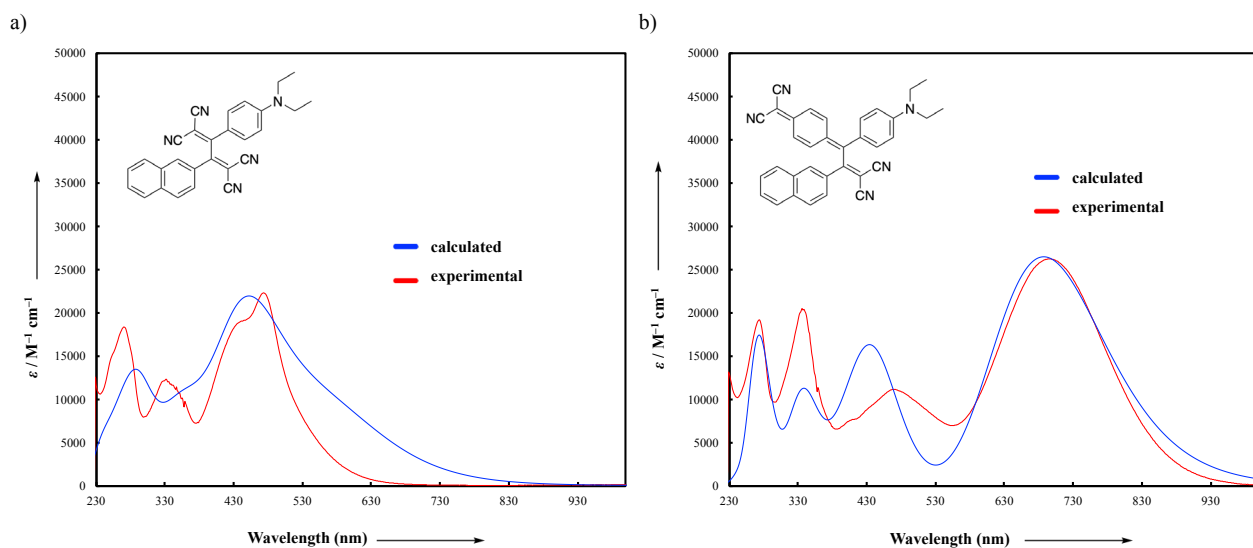 a)
50000
45000
40000
35000
30000
25000
20000
15000
10000
5000
0
230
330
430
530
630
730
830
930
ε / M⁻¹ cm⁻¹
Wavelength (nm)
N
CN
CN
NC
CN
CN
calculated
experimental
b)
50000
45000
40000
35000
30000
25000
20000
15000
10000
5000
0
230
330
430
530
630
730
830
930
ε / M⁻¹ cm⁻¹
Wavelength (nm)
NC
NC
N
CN
CN
calculated
experimental